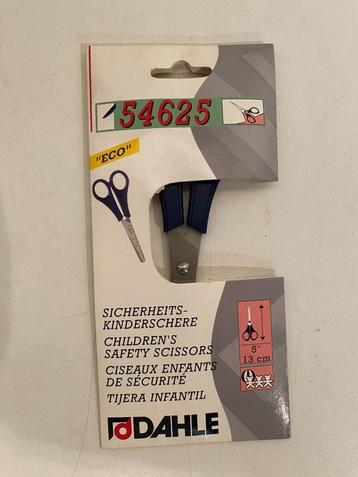 54625
"ECO"
SICHERHEITS-
KINDERSCHERE
CHILDREN'S
SAFETY SCISSORS
CISEAUX ENFANTS
DE SÉCURITÉ
TIJERA INFANTIL
5"
13 cm
DAHLE